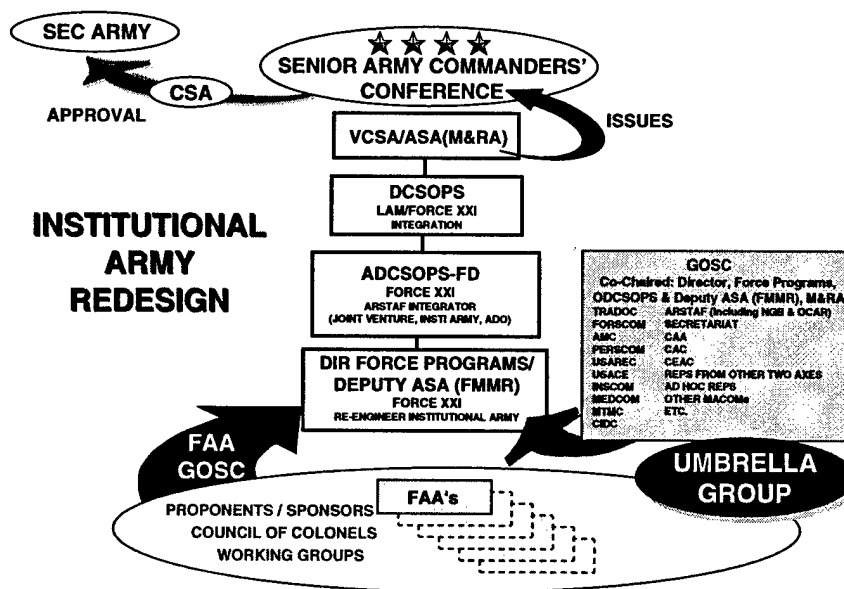 SEC ARMY
SENIOR ARMY COMMANDERS'
CONFERENCE
CSA
APPROVAL
ISSUES
VCSA/ASA(M&RA)
DCSOPS
LAM/FORCE XXI
INTEGRATION
INSTITUTIONAL
ARMY
REDESIGN
ADCSOPS-FD
FORCE XXI
ARSTAF INTEGRATOR
(JOINT VENTURE, INSTI ARMY, ADO)
DIR FORCE PROGRAMS/
DEPUTY ASA (FMMR)
FORCE XXI
RE-ENGINEER INSTITUTIONAL ARMY
GOSC
Co-Chaired: Director, Force Programs,
ODCSOPS & Deputy ASA (FMMR), M&RA
TRADOC ARSTAF (Including NGB & OCAR)
FORSCOM SECRETARIAT
AMC CAA
PERSCOM CAC
USAREC CEAC
USACE REPS FROM OTHER TWO AXES
INSCOM AD HOC REPS
MEDCOM OTHER MACOMs
MTMC ETC.
CIDC
FAA
GOSC
UMBRELLA
GROUP
FAA's
PROPONENTS / SPONSORS
COUNCIL OF COLONELS
WORKING GROUPS